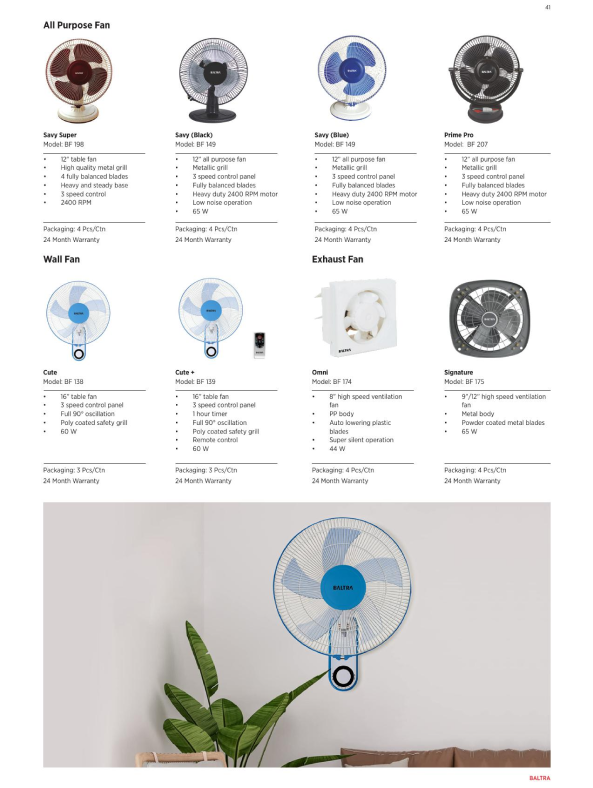 41
All Purpose Fan
BALTRA
BALTRA
Savy Super
Model: BF 198
• 12" table fan
• High quality metal grill
• 4 fully balanced blades
• Heavy and steady base
• 3 speed control
• 2400 RPM
Packaging: 4 Pcs/Ctn
24 Month Warranty
Savy (Black)
Model: BF 149
• 12" all purpose fan
• Metallic grill
• 3 speed control panel
• Fully balanced blades
• Heavy duty 2400 RPM motor
• Low noise operation
• 65 W
Packaging: 4 Pcs/Ctn
24 Month Warranty
Savy (Blue)
Model: BF 149
• 12" all purpose fan
• Metallic grill
• 3 speed control panel
• Fully balanced blades
• Heavy duty 2400 RPM motor
• Low noise operation
• 65 W
Packaging: 4 Pcs/Ctn
24 Month Warranty
Prime Pro
Model: BF 207
• 12" all purpose fan
• Metallic grill
• 3 speed control panel
• Fully balanced blades
• Heavy duty 2400 RPM motor
• Low noise operation
• 65 W
Packaging: 4 Pcs/Ctn
24 Month Warranty
Wall Fan
Cute
Model: BF 138
• 16" table fan
• 3 speed control panel
• Full 90° oscillation
• Poly coated safety grill
• 60 W
Packaging: 3 Pcs/Ctn
24 Month Warranty
Cute +
Model: BF 139
• 16" table fan
• 3 speed control panel
• 1 hour timer
• Full 90° oscillation
• Poly coated safety grill
• Remote control
• 60 W
Packaging: 3 Pcs/Ctn
24 Month Warranty
Exhaust Fan
BALTRA
Omni
Model: BF 174
• 8" high speed ventilation
fan
• PP body
• Auto lowering plastic
blades
• Super silent operation
• 44 W
Packaging: 4 Pcs/Ctn
24 Month Warranty
Signature
Model: BF 175
• 9"/12" high speed ventilation
fan
• Metal body
• Powder coated metal blades
• 65 W
Packaging: 4 Pcs/Ctn
24 Month Warranty
BALTRA
BALTRA